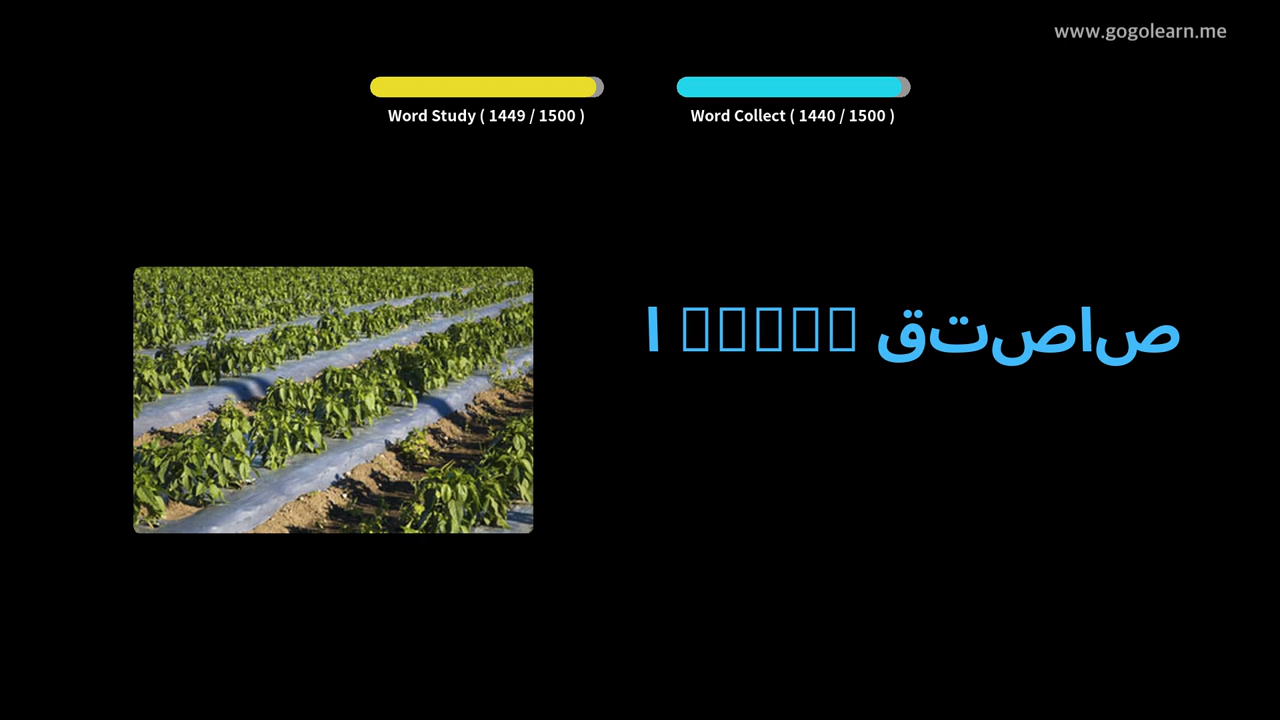 www.gogolearn.me
Word Study ( 1449 / 1500 )
Word Collect ( 1440 / 1500 )
صاصتق □□□□□ ا